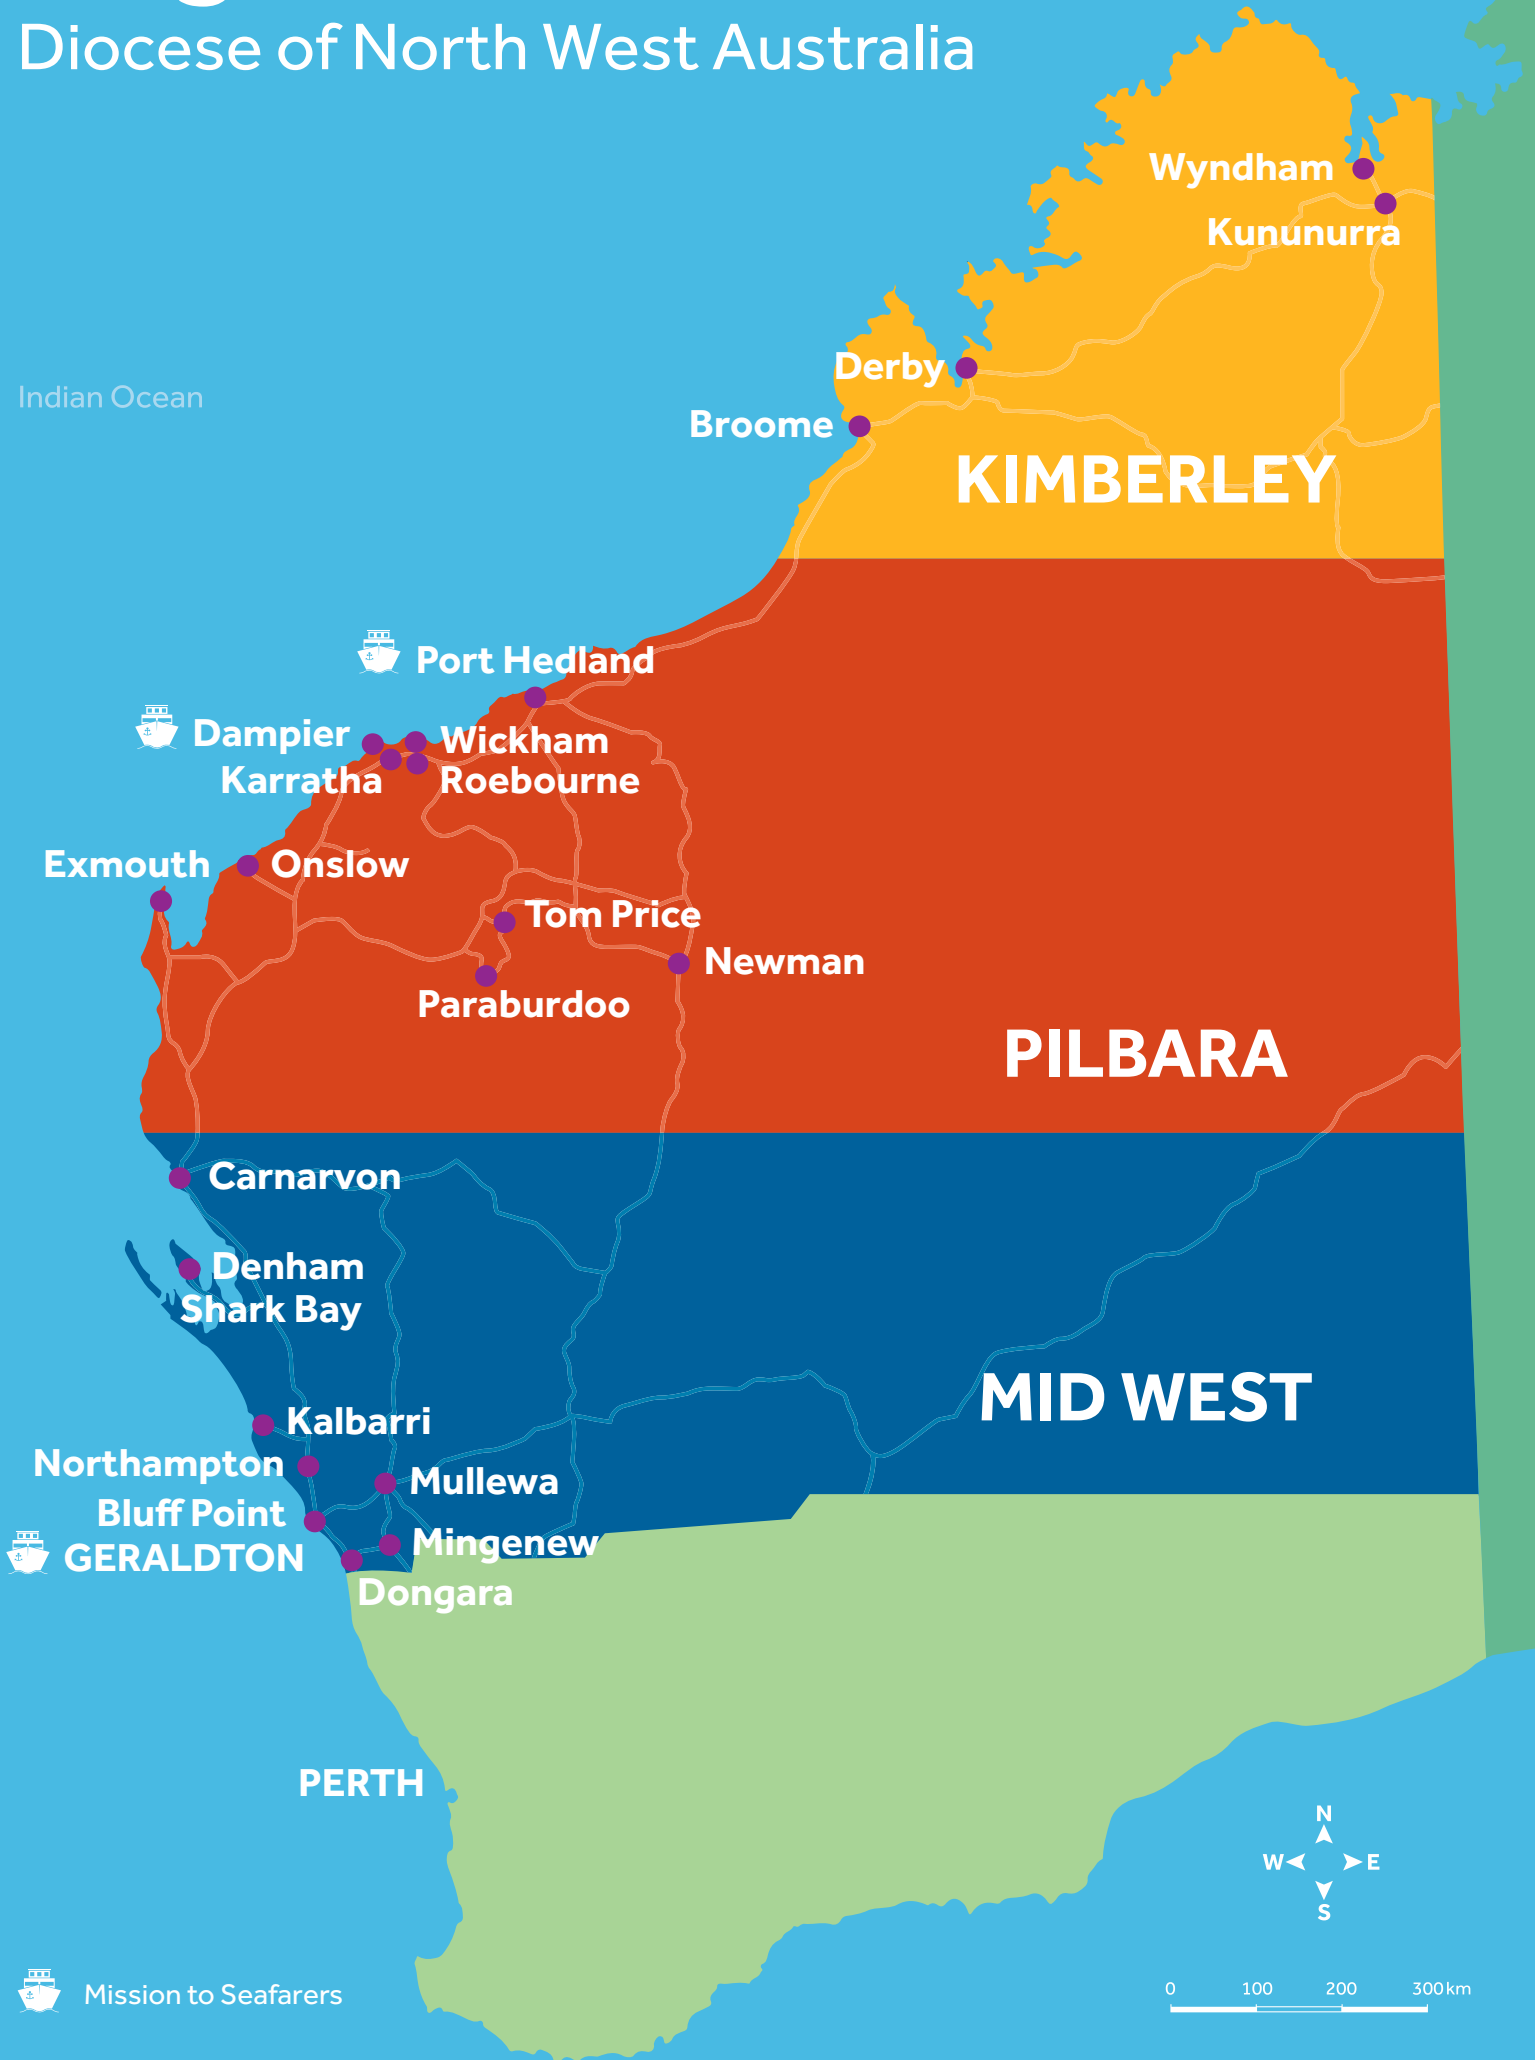 Diocese of North West Australia
Wyndham
Kununurra
Derby
Indian Ocean
Broome
KIMBERLEY
Port Hedland
Dampier
Wickham
Karratha
Roebourne
Exmouth
Onslow
Tom Price
Newman
Paraburdoo
PILBARA
Carnarvon
Denham
Shark Bay
MID WEST
Kalbarri
Northampton
Mullewa
Bluff Point
Mingenew
GERALDTON
Dongara
PERTH
N
W E
S
Mission to Seafarers
0 100 200 300 km